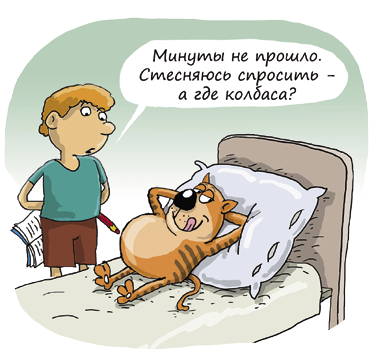 Минуты не прошло.
Стесняюсь спросить -
а где колбаса?